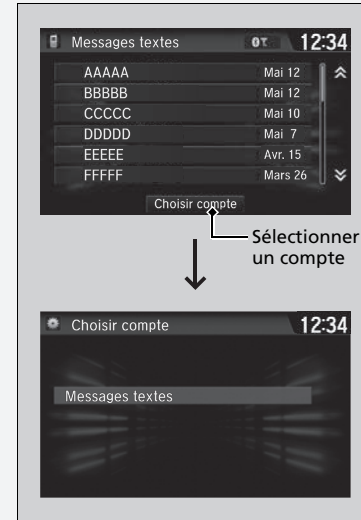 Messages textes 12:34
AAAAA Mai 12
BBBBB Mai 12
CCCCC Mai 10
DDDDD Mai 7
EEEEE Avr. 15
FFFFF Mars 26
Choisir compte
Sélectionner
un compte
Choisir compte 12:34
Messages textes